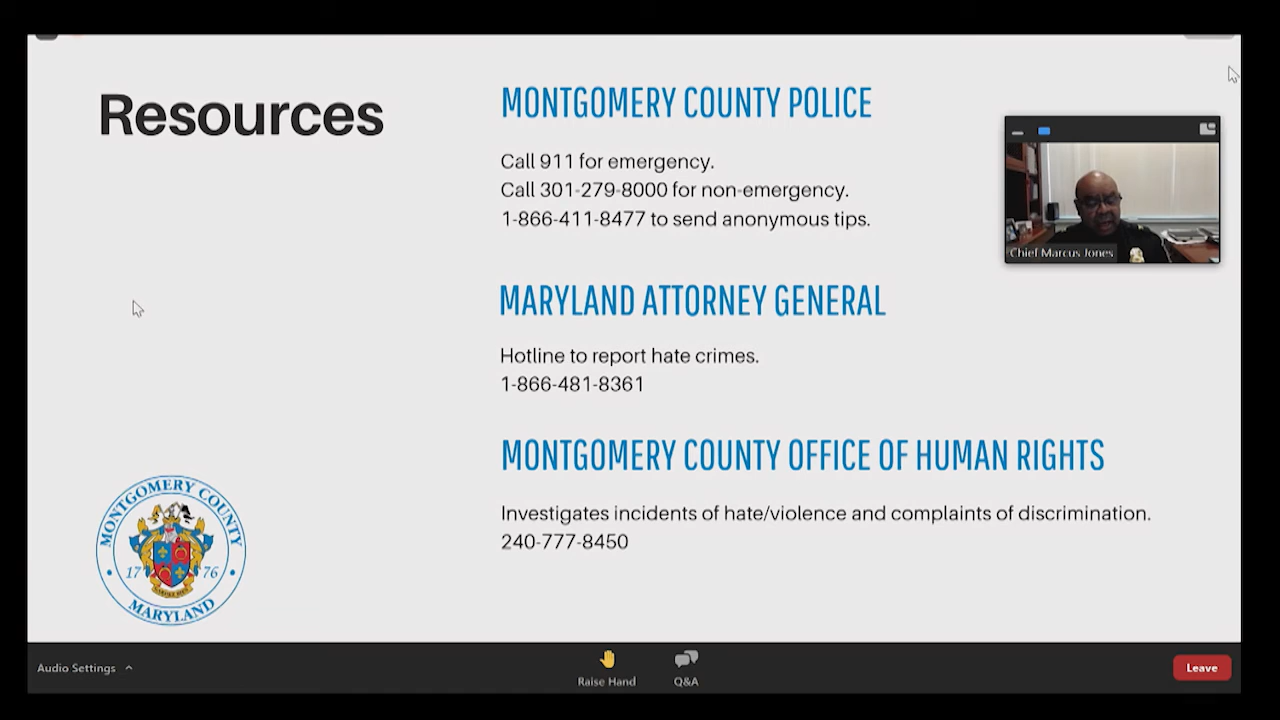 Resources
MONTGOMERY COUNTY POLICE
Call 911 for emergency.
Call 301-279-8000 for non-emergency.
1-866-411-8477 to send anonymous tips.
Chief Marcus Jones
MARYLAND ATTORNEY GENERAL
Hotline to report hate crimes.
1-866-481-8361
MONTGOMERY COUNTY OFFICE OF HUMAN RIGHTS
Investigates incidents of hate/violence and complaints of discrimination.
240-777-8450
MONTGOMERY COUNTY
17 76
MARYLAND
Audio Settings
Raise Hand
Q&A
Leave